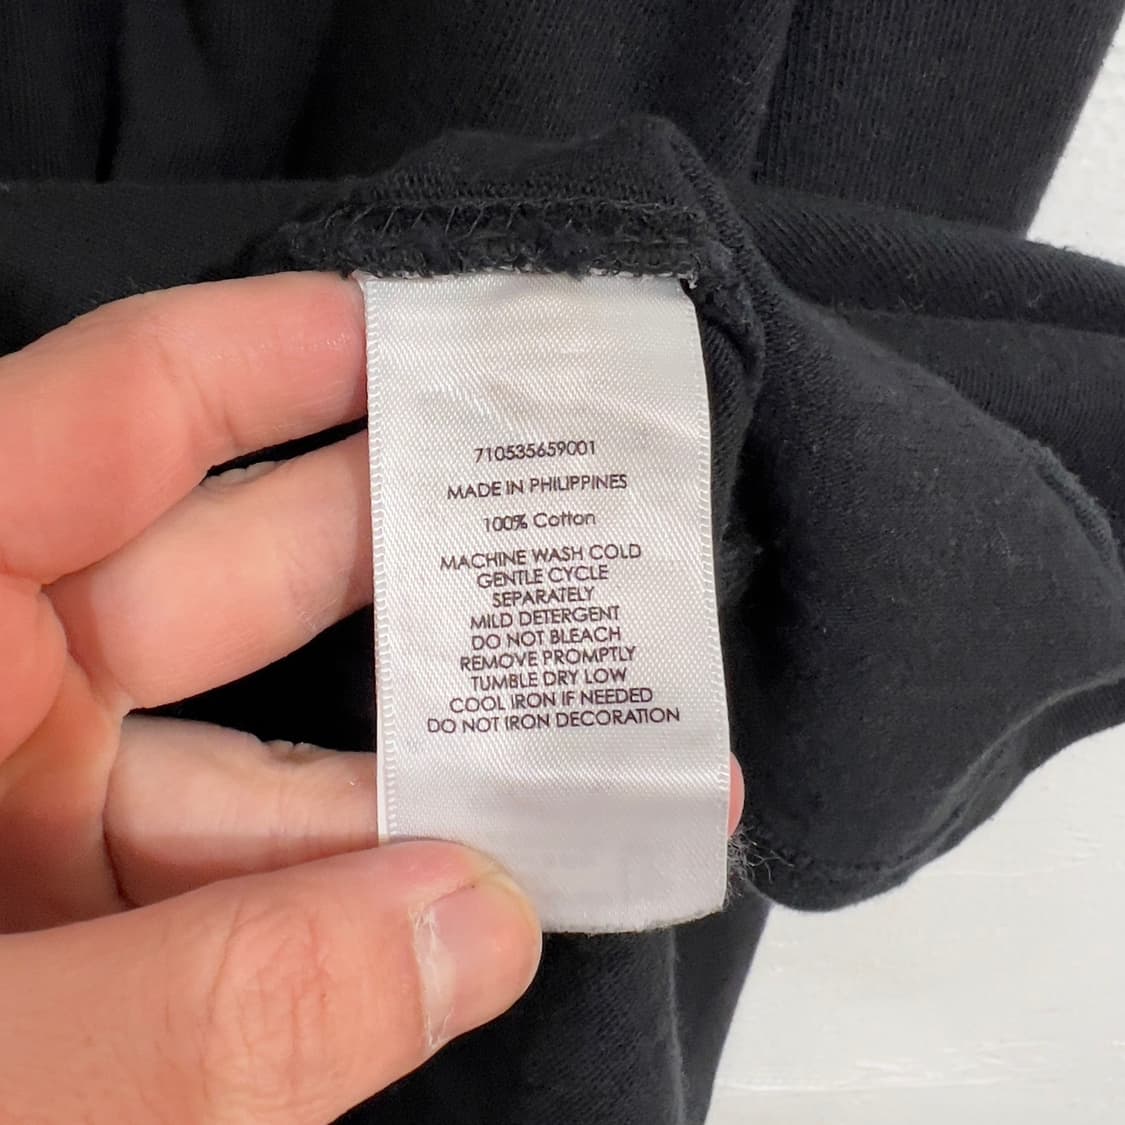 710535659001
MADE IN PHILIPPINES
100% Cotton
MACHINE WASH COLD
GENTLE CYCLE
SEPARATELY
MILD DETERGENT
DO NOT BLEACH
REMOVE PROMPTLY
TUMBLE DRY LOW
COOL IRON IF NEEDED
DO NOT IRON DECORATION